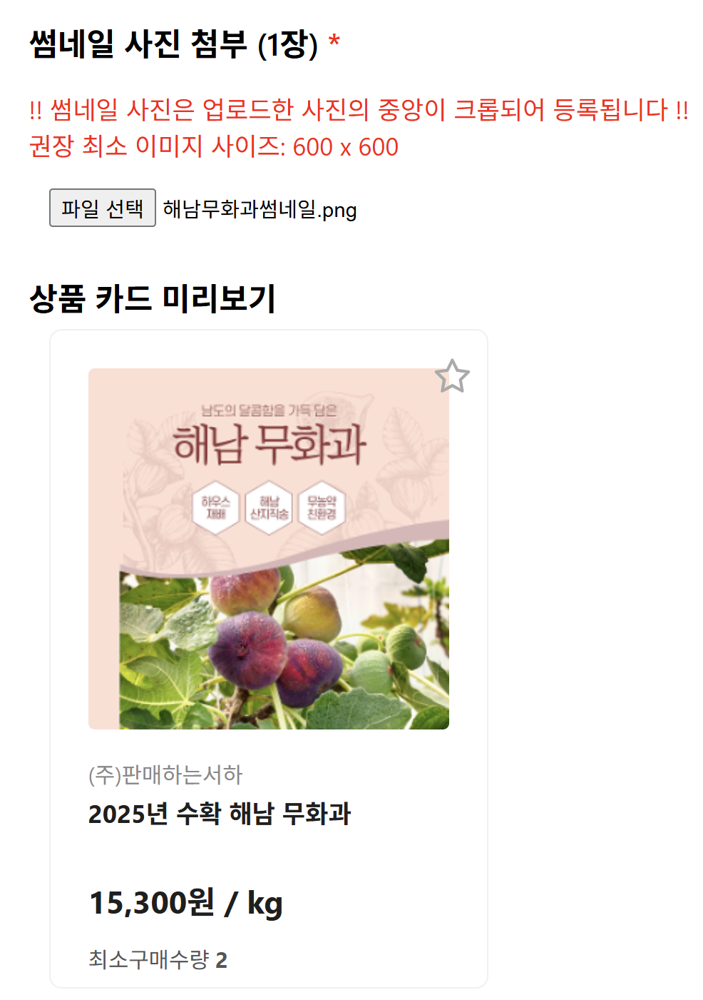 썸네일 사진 첨부 (1장) *
!! 썸네일 사진은 업로드한 사진의 중앙이 크롭되어 등록됩니다 !!
권장 최소 이미지 사이즈: 600 x 600
파일 선택 해남무화과썸네일.png
상품 카드 미리보기
남도의 달콤함을 가득 담은
해남 무화과
하우스
재배
해남
산지직송
무농약
친환경
(주)판매하는서하
2025년 수확 해남 무화과
15,300원 / kg
최소구매수량 2